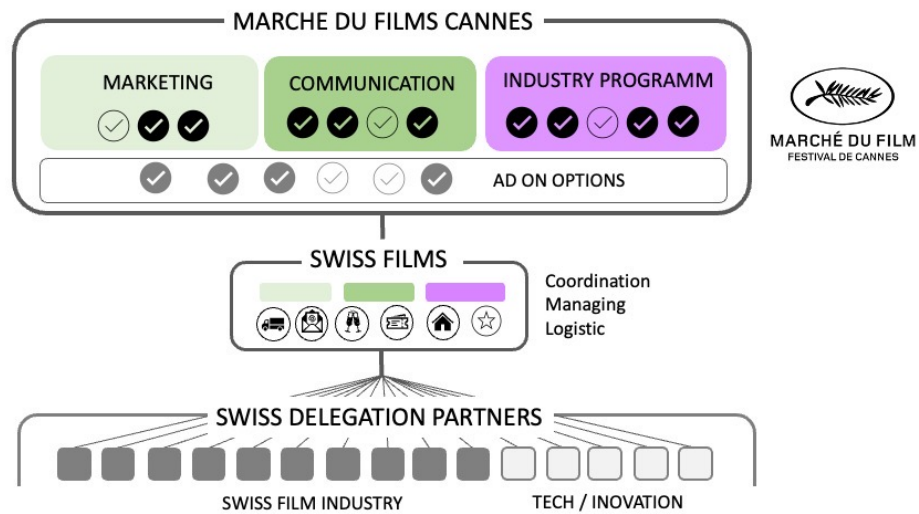 MARCHE DU FILMS CANNES
MARKETING
COMMUNICATION
INDUSTRY PROGRAMM
AD ON OPTIONS
MARCHÉ DU FILM
FESTIVAL DE CANNES
SWISS FILMS
Coordination
Managing
Logistic
SWISS DELEGATION PARTNERS
SWISS FILM INDUSTRY
TECH / INOVATION